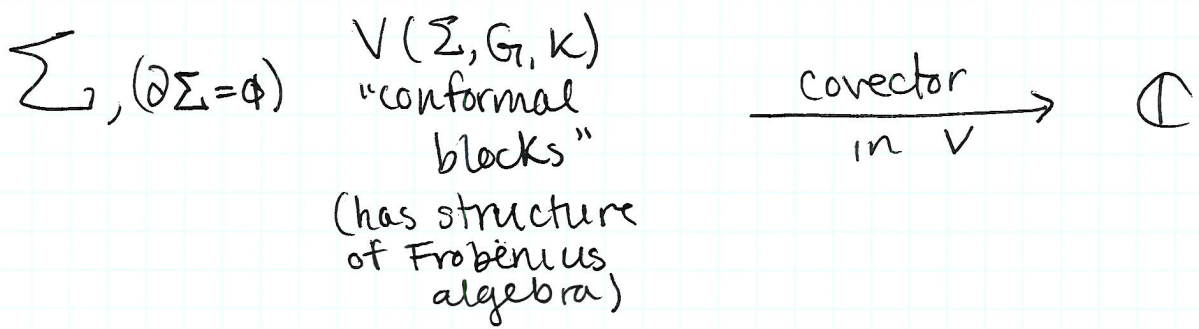 Σ, (∂Σ=ϕ)
V(Σ, G, K)
"conformal
blocks"
(has structure
of Frobenius
algebra)
covector
in V
ℂ